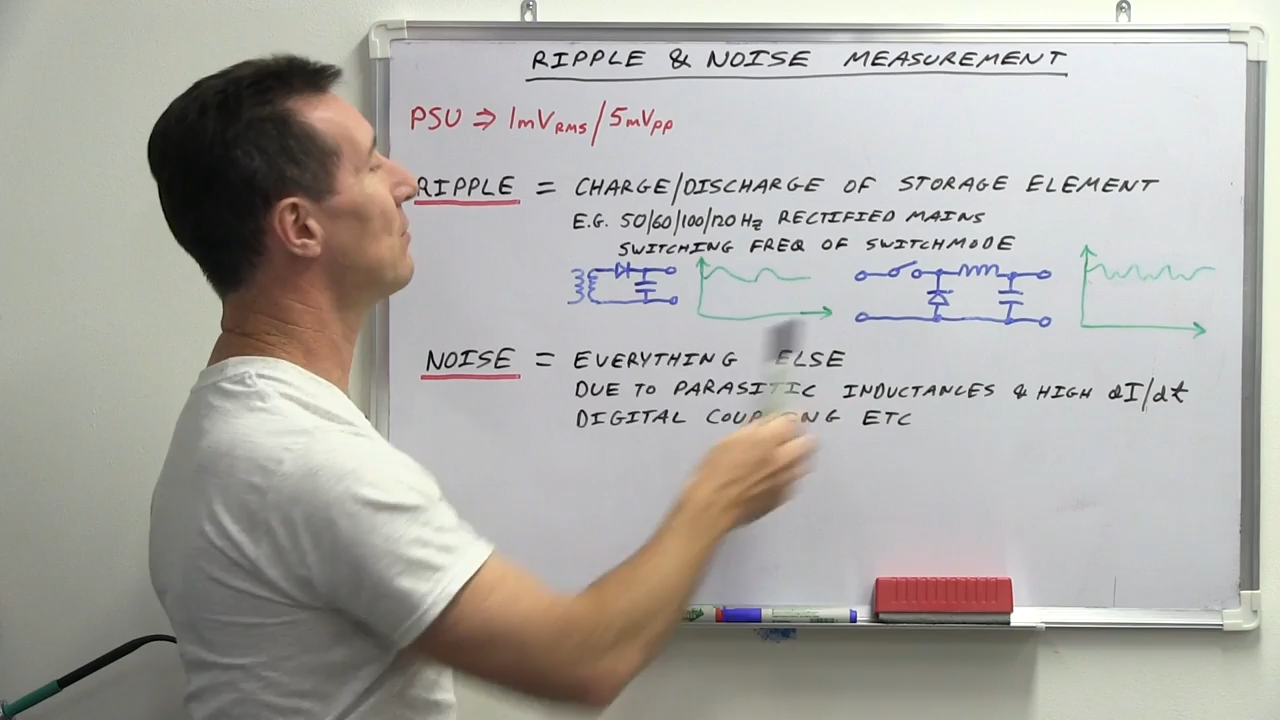 RIPPLE & NOISE MEASUREMENT
PSU ⇒ 1mVRMS/5mVPP
RIPPLE = CHARGE/DISCHARGE OF STORAGE ELEMENT
E.G. 50/60/100/120 Hz RECTIFIED MAINS
SWITCHING FREQ OF SWITCHMODE
NOISE = EVERYTHING ELSE
DUE TO PARASITIC INDUCTANCES & HIGH dI/dt
DIGITAL COUPLING ETC